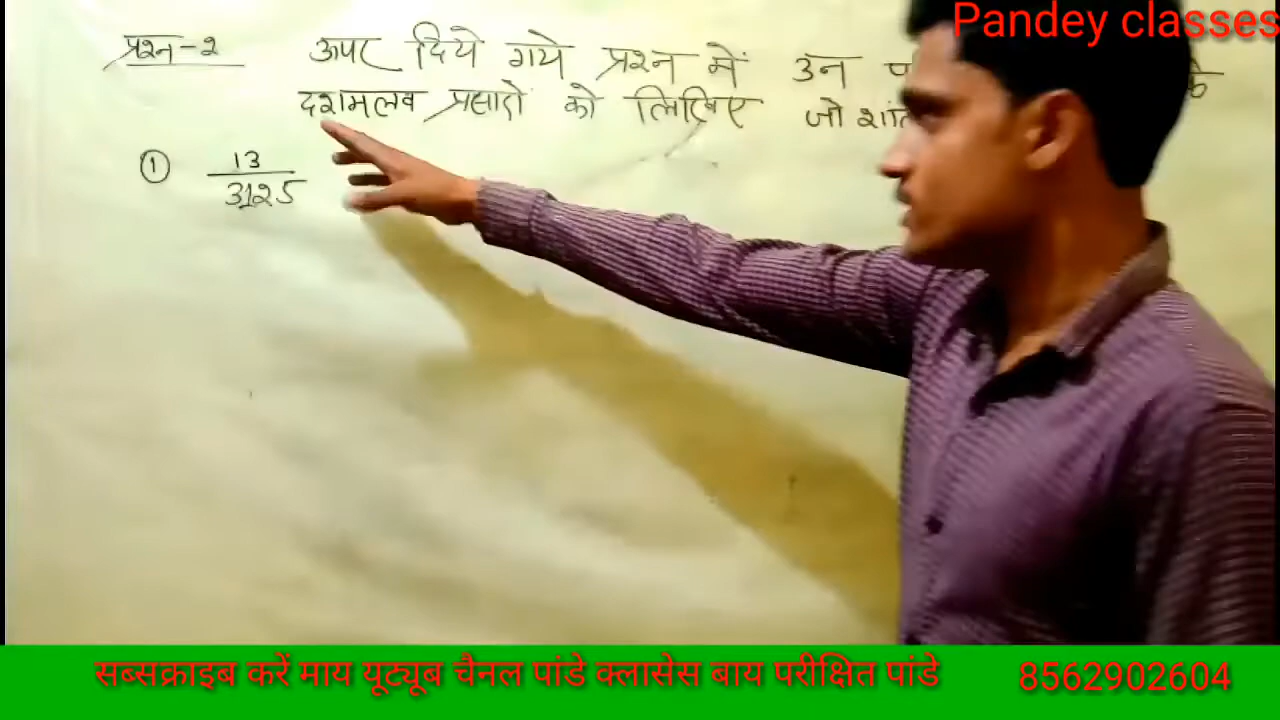 Pandey classes
प्रश्न-२ ऊपर दिये गये प्रश्न में उन के
दशमलव प्रसारों को लिखिए जो
① 13
3125
सब्सक्राइब करें माय यूट्यूब चैनल पांडे क्लासेस बाय परीक्षित पांडे 8562902604